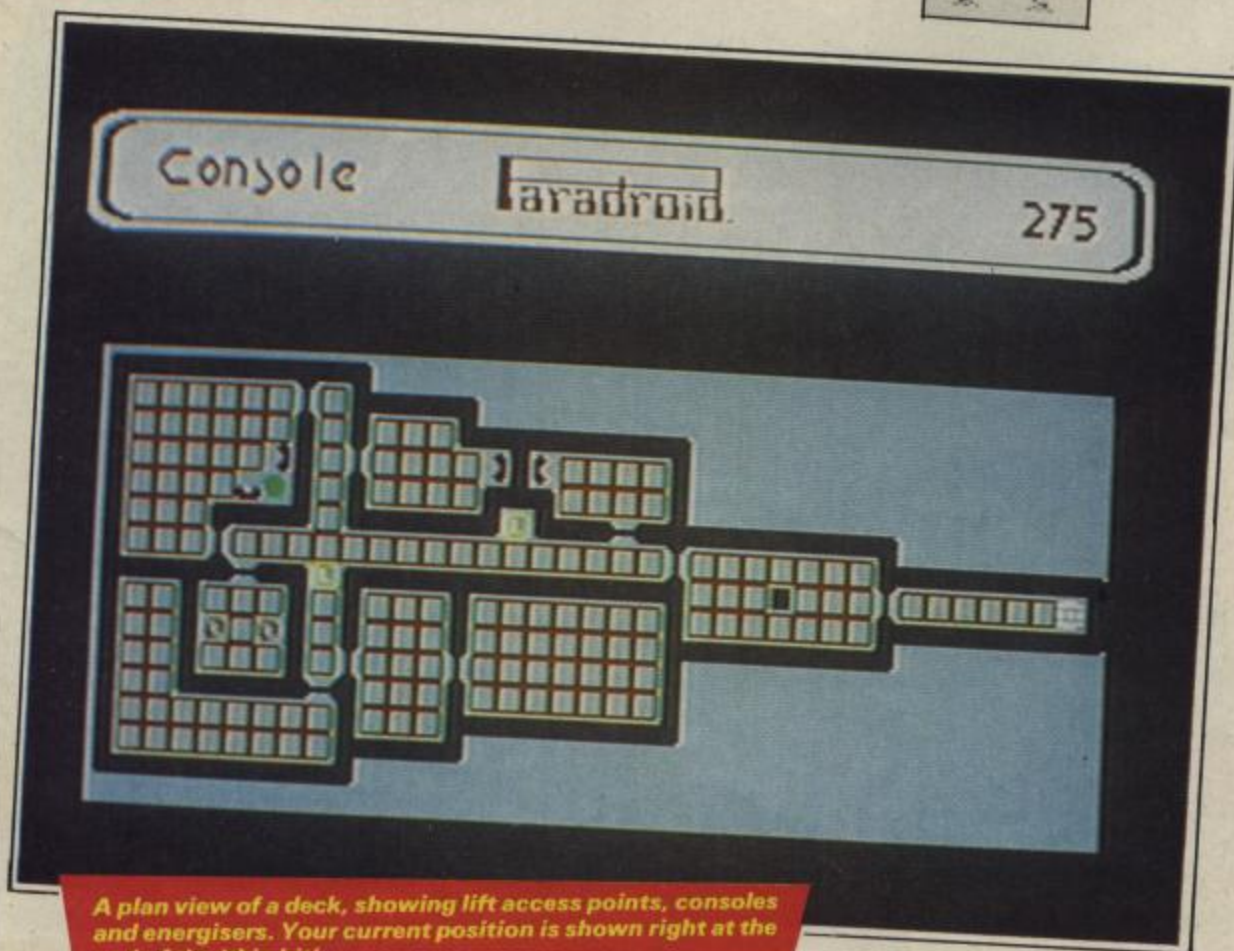 Console
Paradroid
275
A plan view of a deck, showing lift access points, consoles
and energisers. Your current position is shown right at the